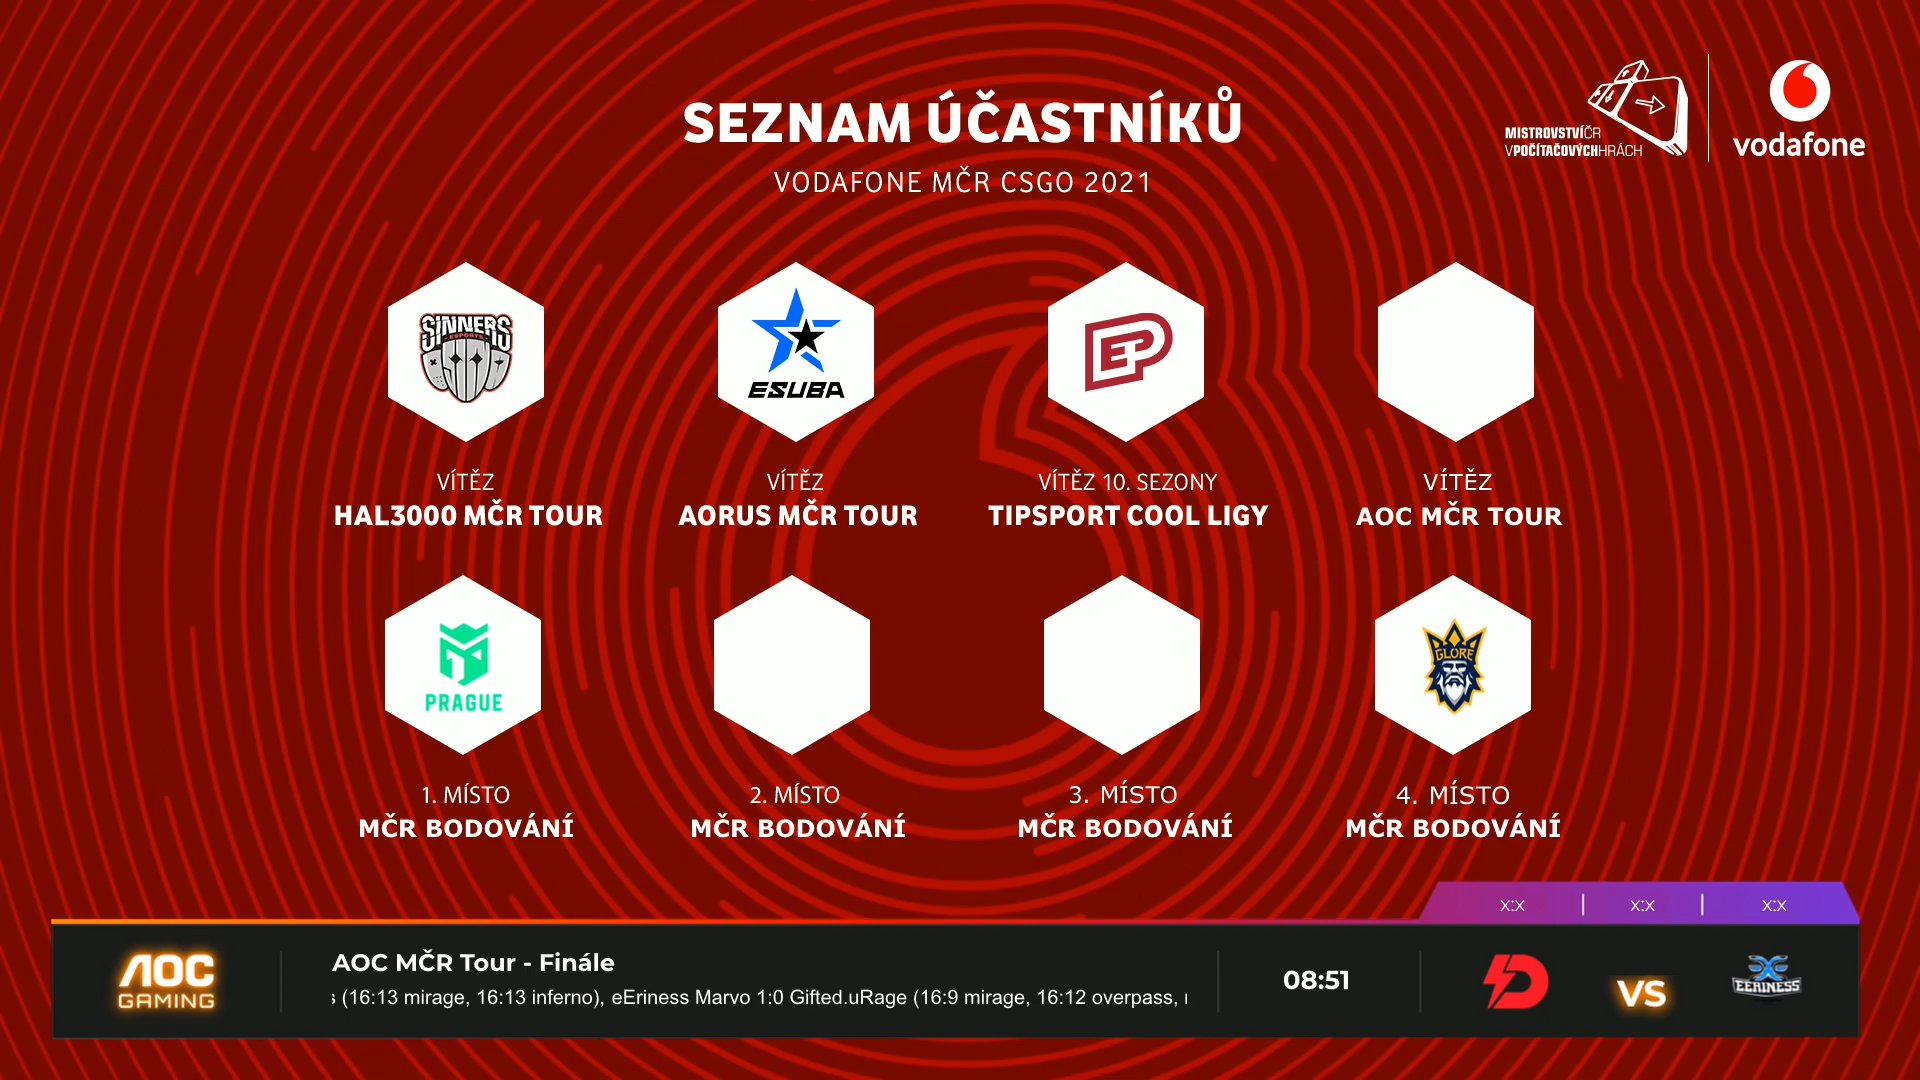 SEZNAM ÚČASTNÍKŮ
VODAFONE MČR CSGO 2021
MISTROVSTVÍČR
VPOČÍTAČOVÝCHHRÁCH
vodafone
SINNERS
ESPORTS
ESUBA
EP
VÍTĚZ
HAL3000 MČR TOUR
VÍTĚZ
AORUS MČR TOUR
VÍTĚZ 10. SEZONY
TIPSPORT COOL LIGY
VÍTĚZ
AOC MČR TOUR
PRAGUE
GLORE
1. MÍSTO
MČR BODOVÁNÍ
2. MÍSTO
MČR BODOVÁNÍ
3. MÍSTO
MČR BODOVÁNÍ
4. MÍSTO
MČR BODOVÁNÍ
x:x | x:x | x:x
AOC
GAMING
AOC MČR Tour - Finále
(16:13 mirage, 16:13 inferno), eEriness Marvo 1:0 Gifted.uRage (16:9 mirage, 16:12 overpass,
08:51
VS
EERINESS